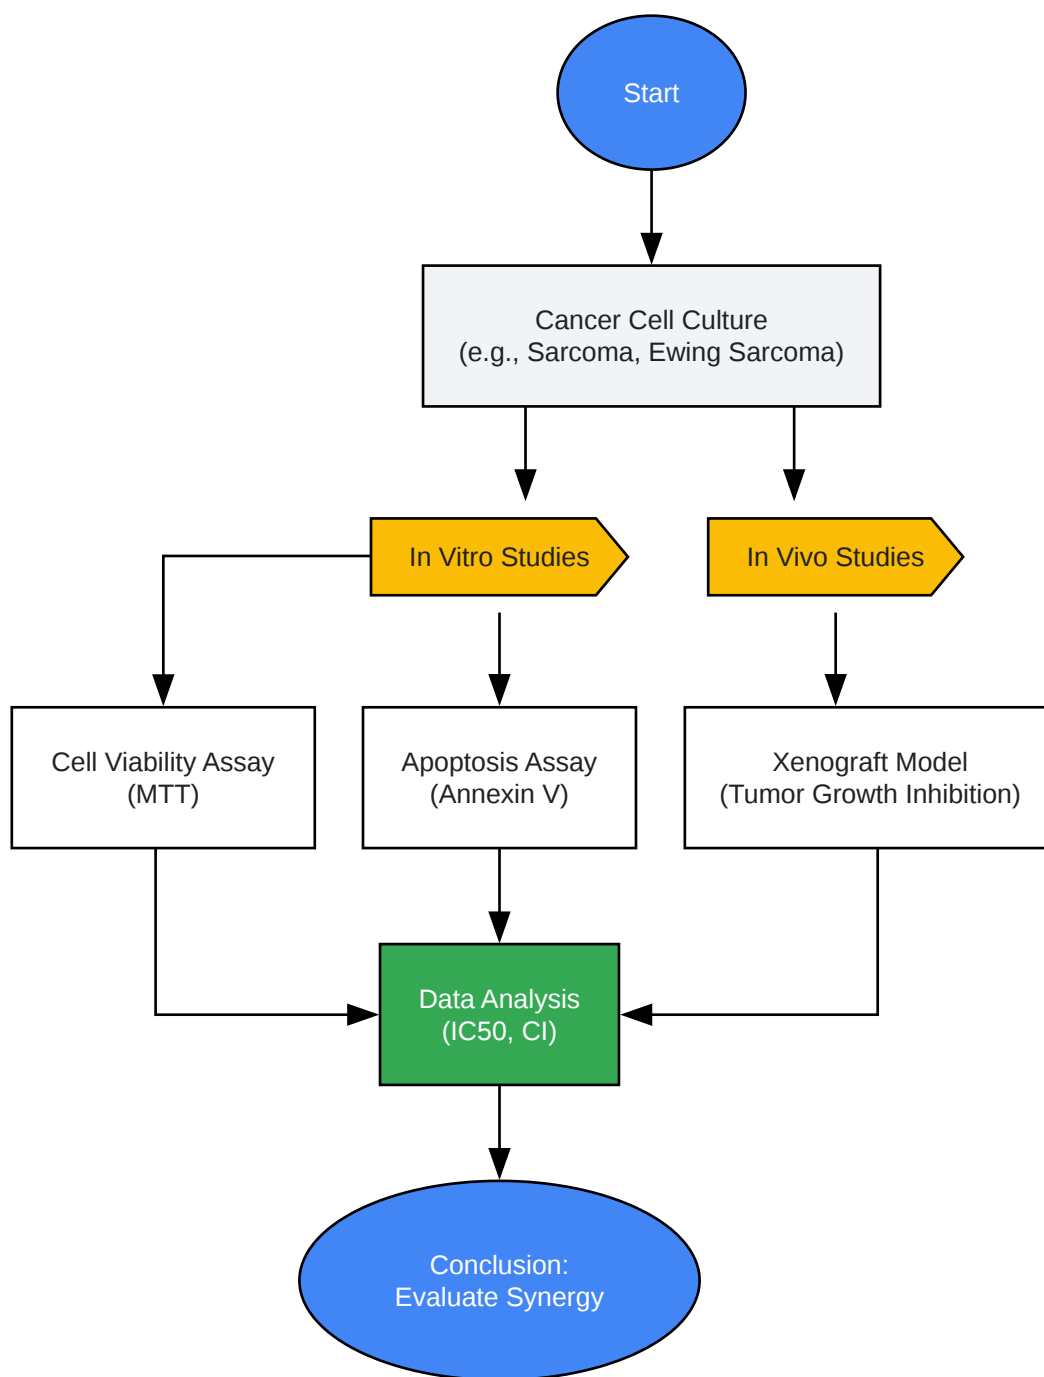 Start
Cancer Cell Culture
(e.g., Sarcoma, Ewing Sarcoma)
In Vitro Studies
In Vivo Studies
Cell Viability Assay
(MTT)
Apoptosis Assay
(Annexin V)
Xenograft Model
(Tumor Growth Inhibition)
Data Analysis
(IC50, CI)
Conclusion:
Evaluate Synergy